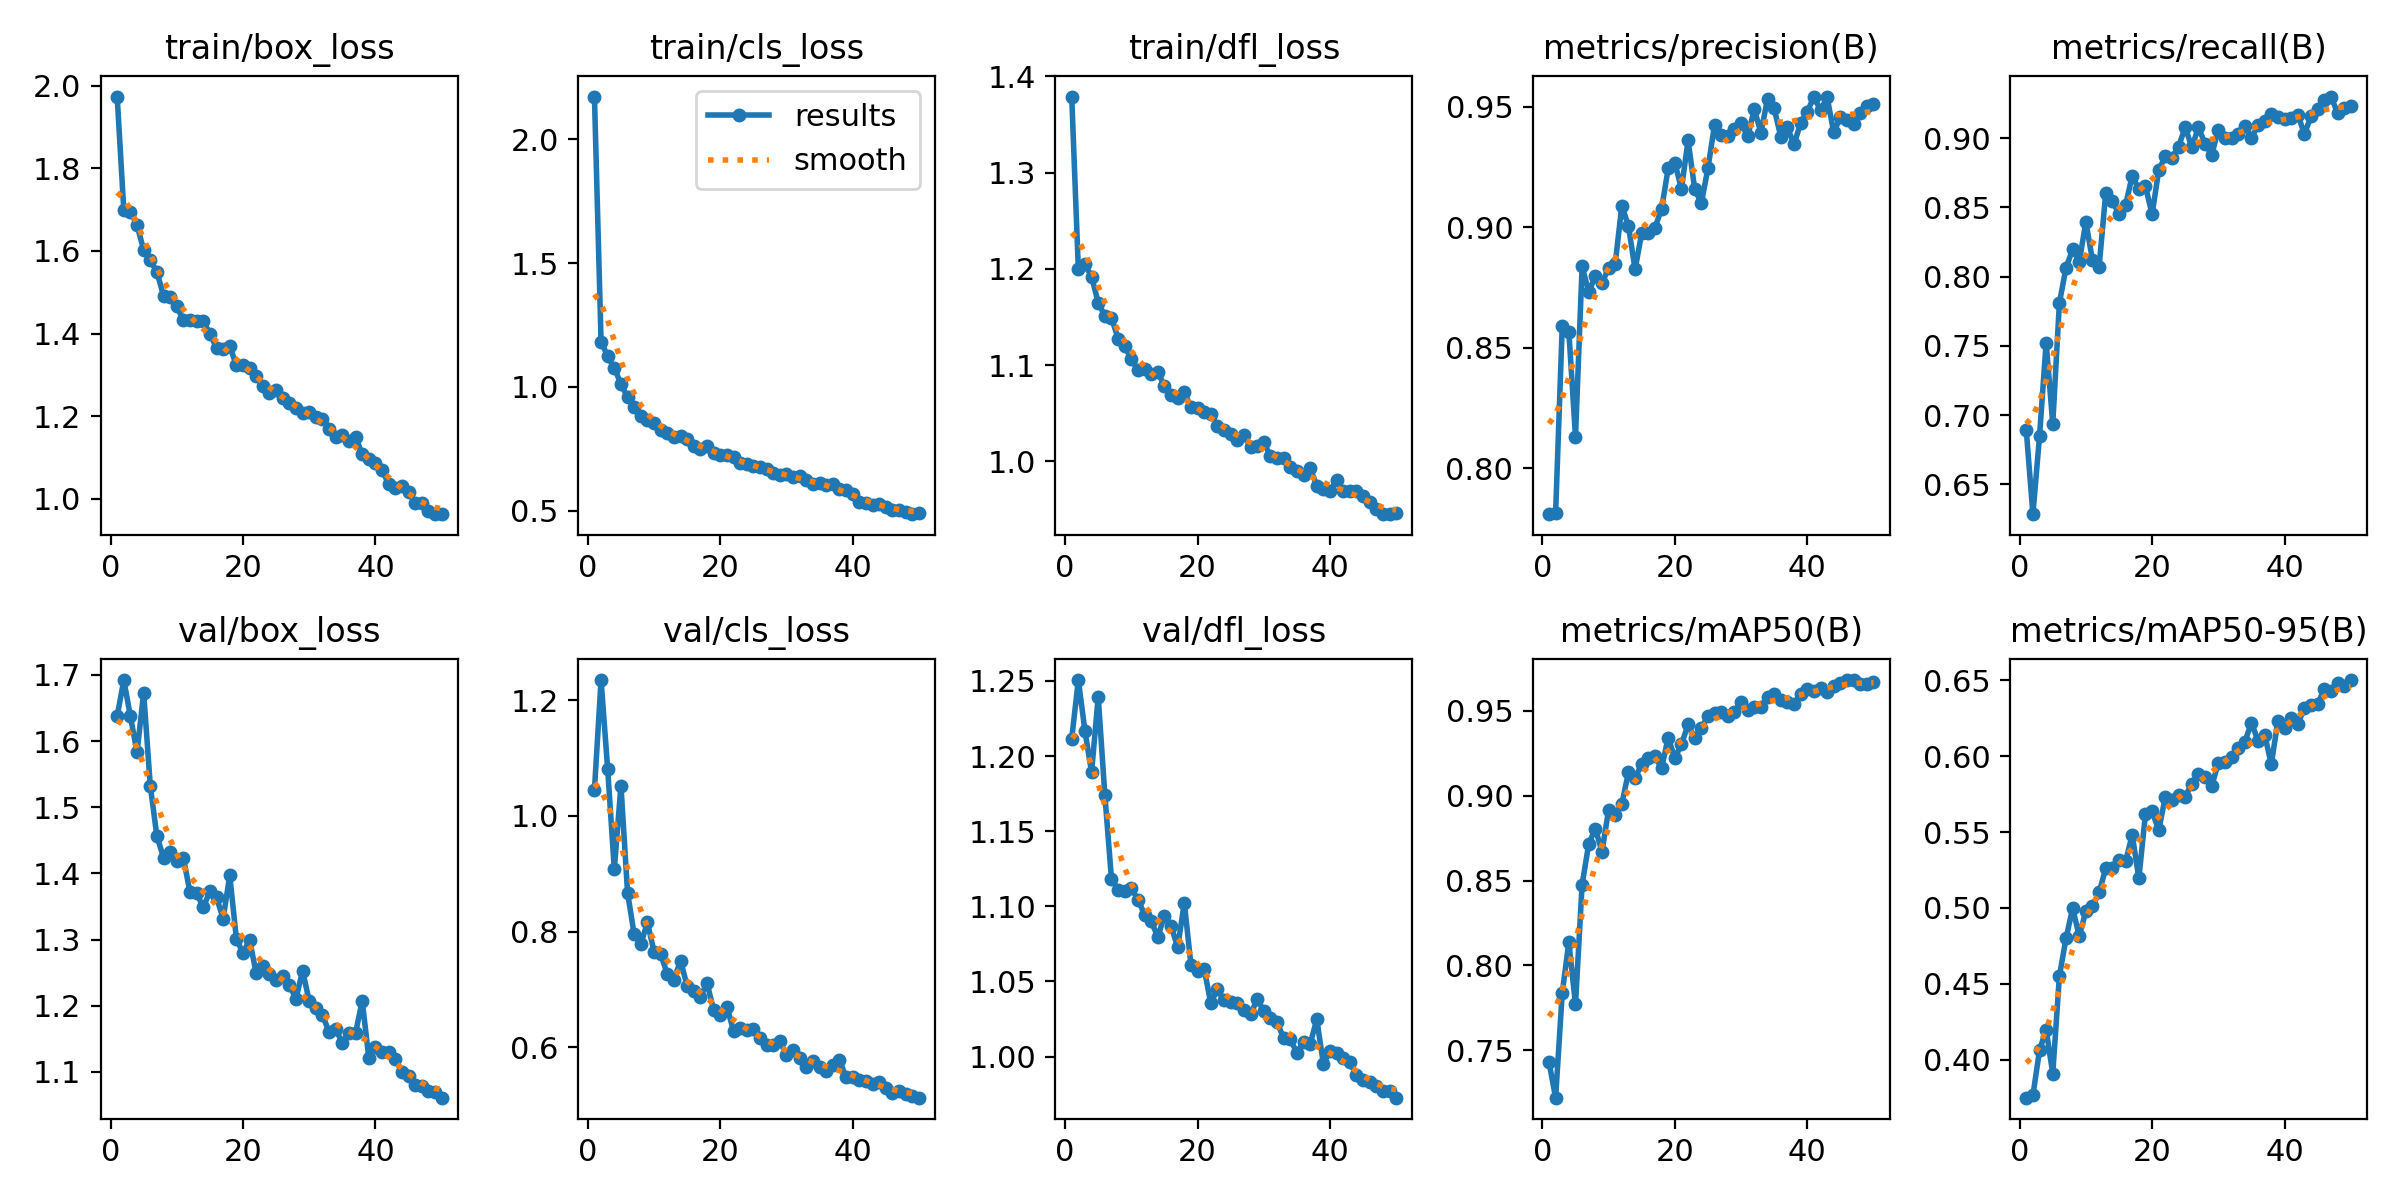 train/box_loss
2.0
1.8
1.6
1.4
1.2
1.0
0 20 40
train/cls_loss
results
smooth
2.0
1.5
1.0
0.5
0 20 40
train/dfl_loss
1.4
1.3
1.2
1.1
1.0
0 20 40
metrics/precision(B)
0.95
0.90
0.85
0.80
0 20 40
metrics/recall(B)
0.90
0.85
0.80
0.75
0.70
0.65
0 20 40
val/box_loss
1.7
1.6
1.5
1.4
1.3
1.2
1.1
0 20 40
val/cls_loss
1.2
1.0
0.8
0.6
0 20 40
val/dfl_loss
1.25
1.20
1.15
1.10
1.05
1.00
0 20 40
metrics/mAP50(B)
0.95
0.90
0.85
0.80
0.75
0 20 40
metrics/mAP50-95(B)
0.65
0.60
0.55
0.50
0.45
0.40
0 20 40